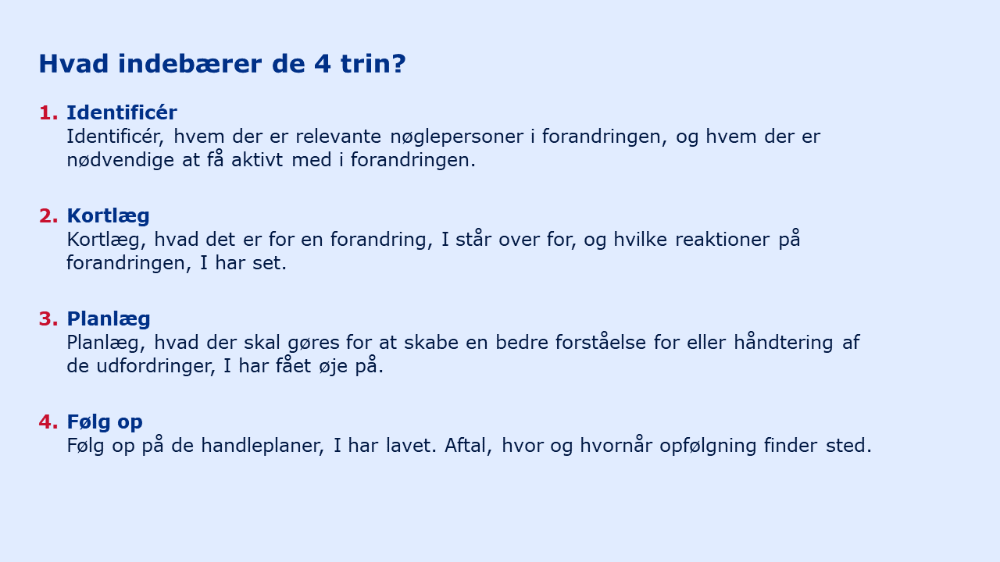 Hvad indebærer de 4 trin?
1. Identificér
Identificér, hvem der er relevante nøglepersoner i forandringen, og hvem der er
nødvendige at få aktivt med i forandringen.
2. Kortlæg
Kortlæg, hvad det er for en forandring, I står over for, og hvilke reaktioner på
forandringen, I har set.
3. Planlæg
Planlæg, hvad der skal gøres for at skabe en bedre forståelse for eller håndtering af
de udfordringer, I har fået øje på.
4. Følg op
Følg op på de handleplaner, I har lavet. Aftal, hvor og hvornår opfølgning finder sted.